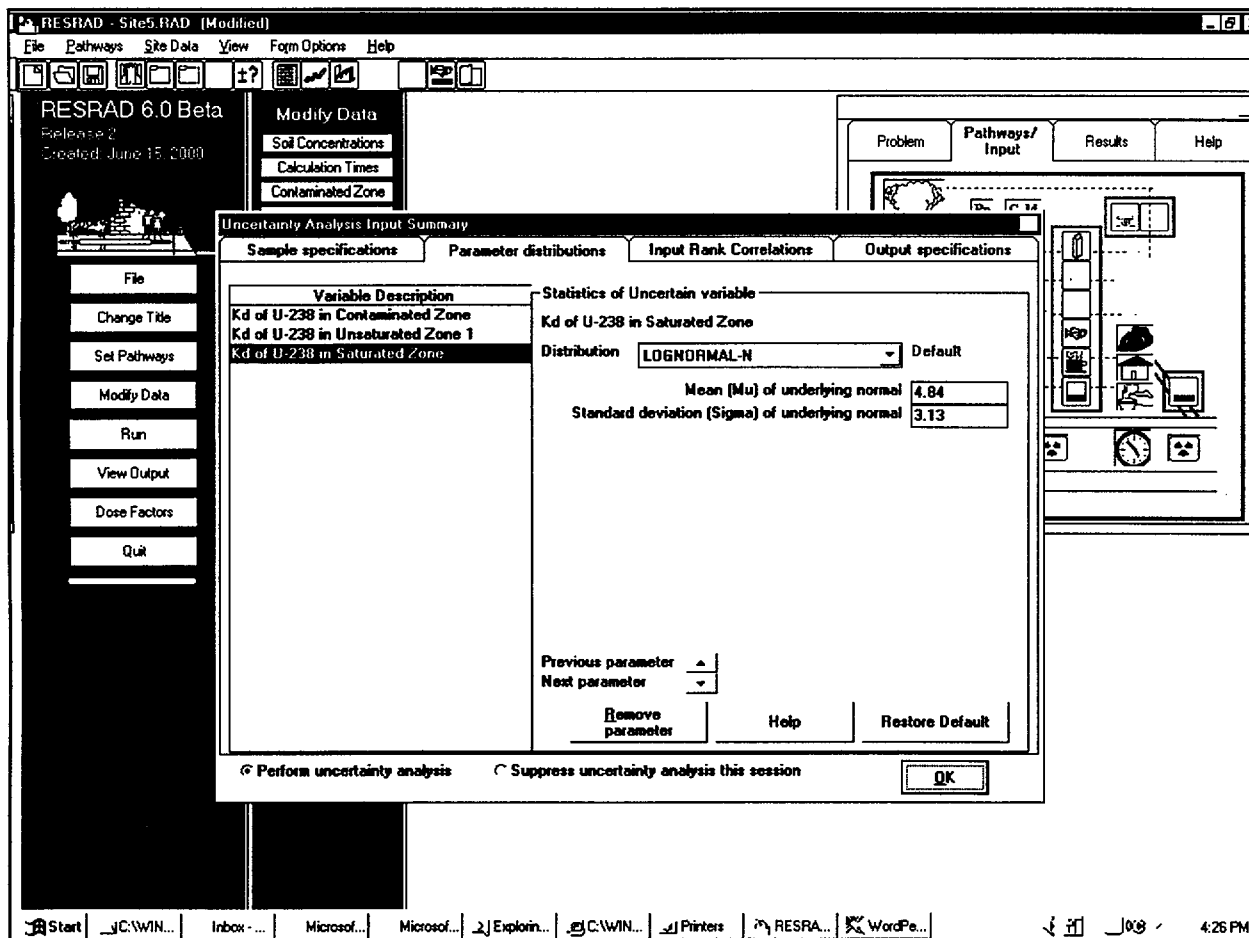 RESRAD - Site5.RAD (Modified)
File Pathways Site Data View Form Options Help
±?
RESRAD 6.0 Beta
Release 2
Created: June 15, 2000
File
Change Title
Set Pathways
Modify Data
Run
View Output
Dose Factors
Quit
Modify Data
Soil Concentrations
Calculation Times
Contaminated Zone
Problem
Pathways/
Input
Results
Help
Uncertainty Analysis Input Summary
Sample specifications
Parameter distributions
Input Rank Correlations
Output specifications
Variable Description
Kd of U-238 in Contaminated Zone
Kd of U-238 in Unsaturated Zone 1
Kd of U-238 in Saturated Zone
Statistics of Uncertain variable
Kd of U-238 in Saturated Zone
Distribution LOGNORMAL-N Default
Mean (Mu) of underlying normal 4.84
Standard deviation (Sigma) of underlying normal 3.13
Previous parameter
Next parameter
Remove
parameter
Help
Restore Default
Perform uncertainty analysis
Suppress uncertainty analysis this session
OK
Start C:\WIN... Inbox - ... Microsof... Microsof... Explorin... C:\WIN... Printers RESRA... WordPe... 4:26 PM